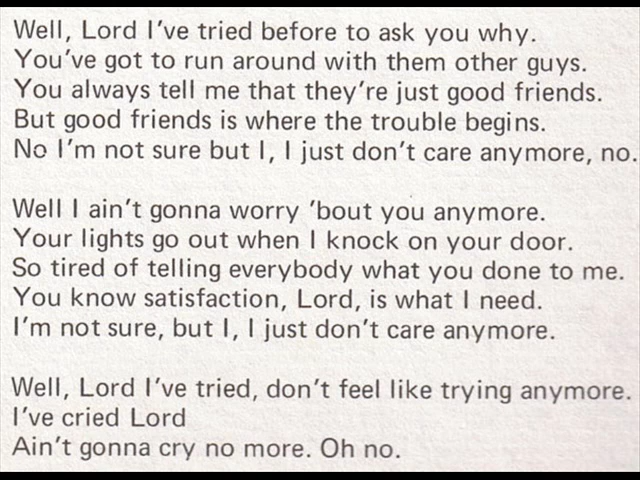 Well, Lord I've tried before to ask you why.
You've got to run around with them other guys.
You always tell me that they're just good friends.
But good friends is where the trouble begins.
No I'm not sure but I, I just don't care anymore, no.
Well I ain't gonna worry 'bout you anymore.
Your lights go out when I knock on your door.
So tired of telling everybody what you done to me.
You know satisfaction, Lord, is what I need.
I'm not sure, but I, I just don't care anymore.
Well, Lord I've tried, don't feel like trying anymore.
I've cried Lord
Ain't gonna cry no more. Oh no.